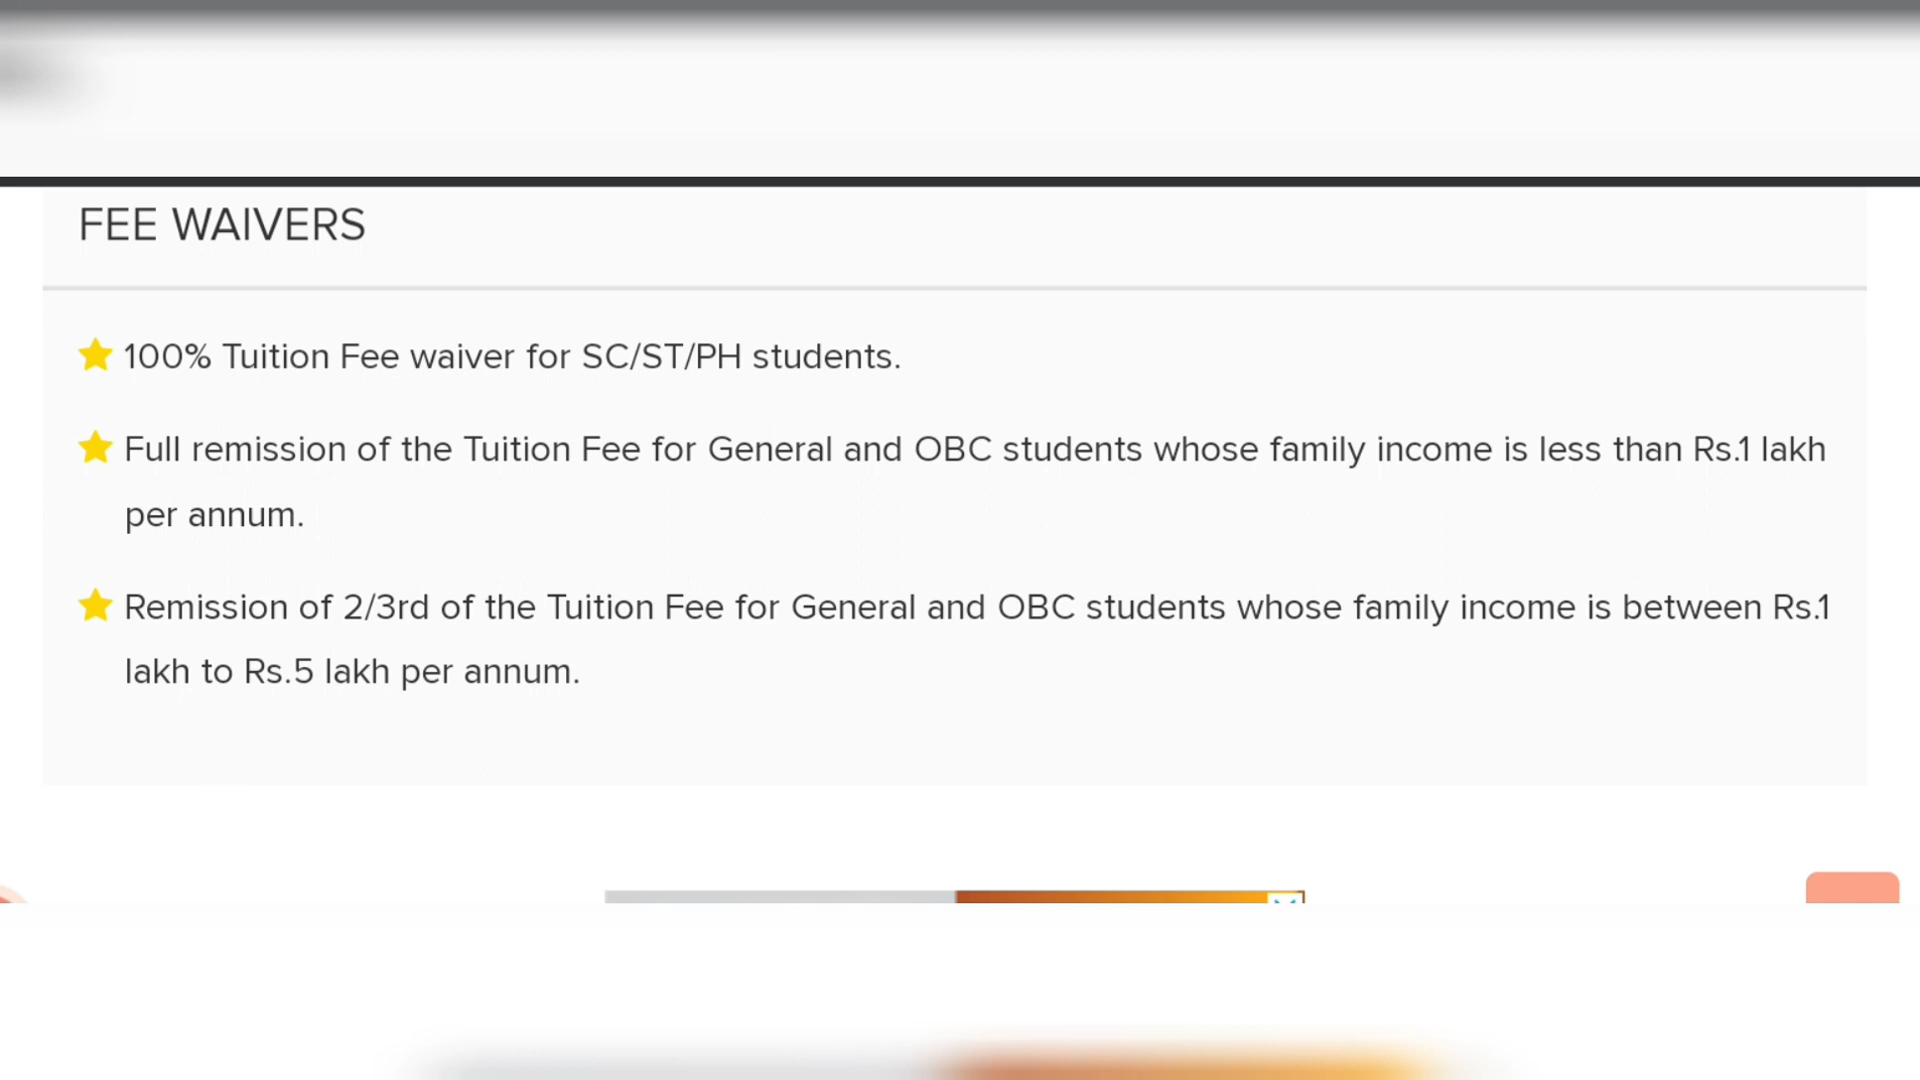 FEE WAIVERS
100% Tuition Fee waiver for SC/ST/PH students.
Full remission of the Tuition Fee for General and OBC students whose family income is less than Rs.1 lakh
per annum.
Remission of 2/3rd of the Tuition Fee for General and OBC students whose family income is between Rs.1
lakh to Rs.5 lakh per annum.